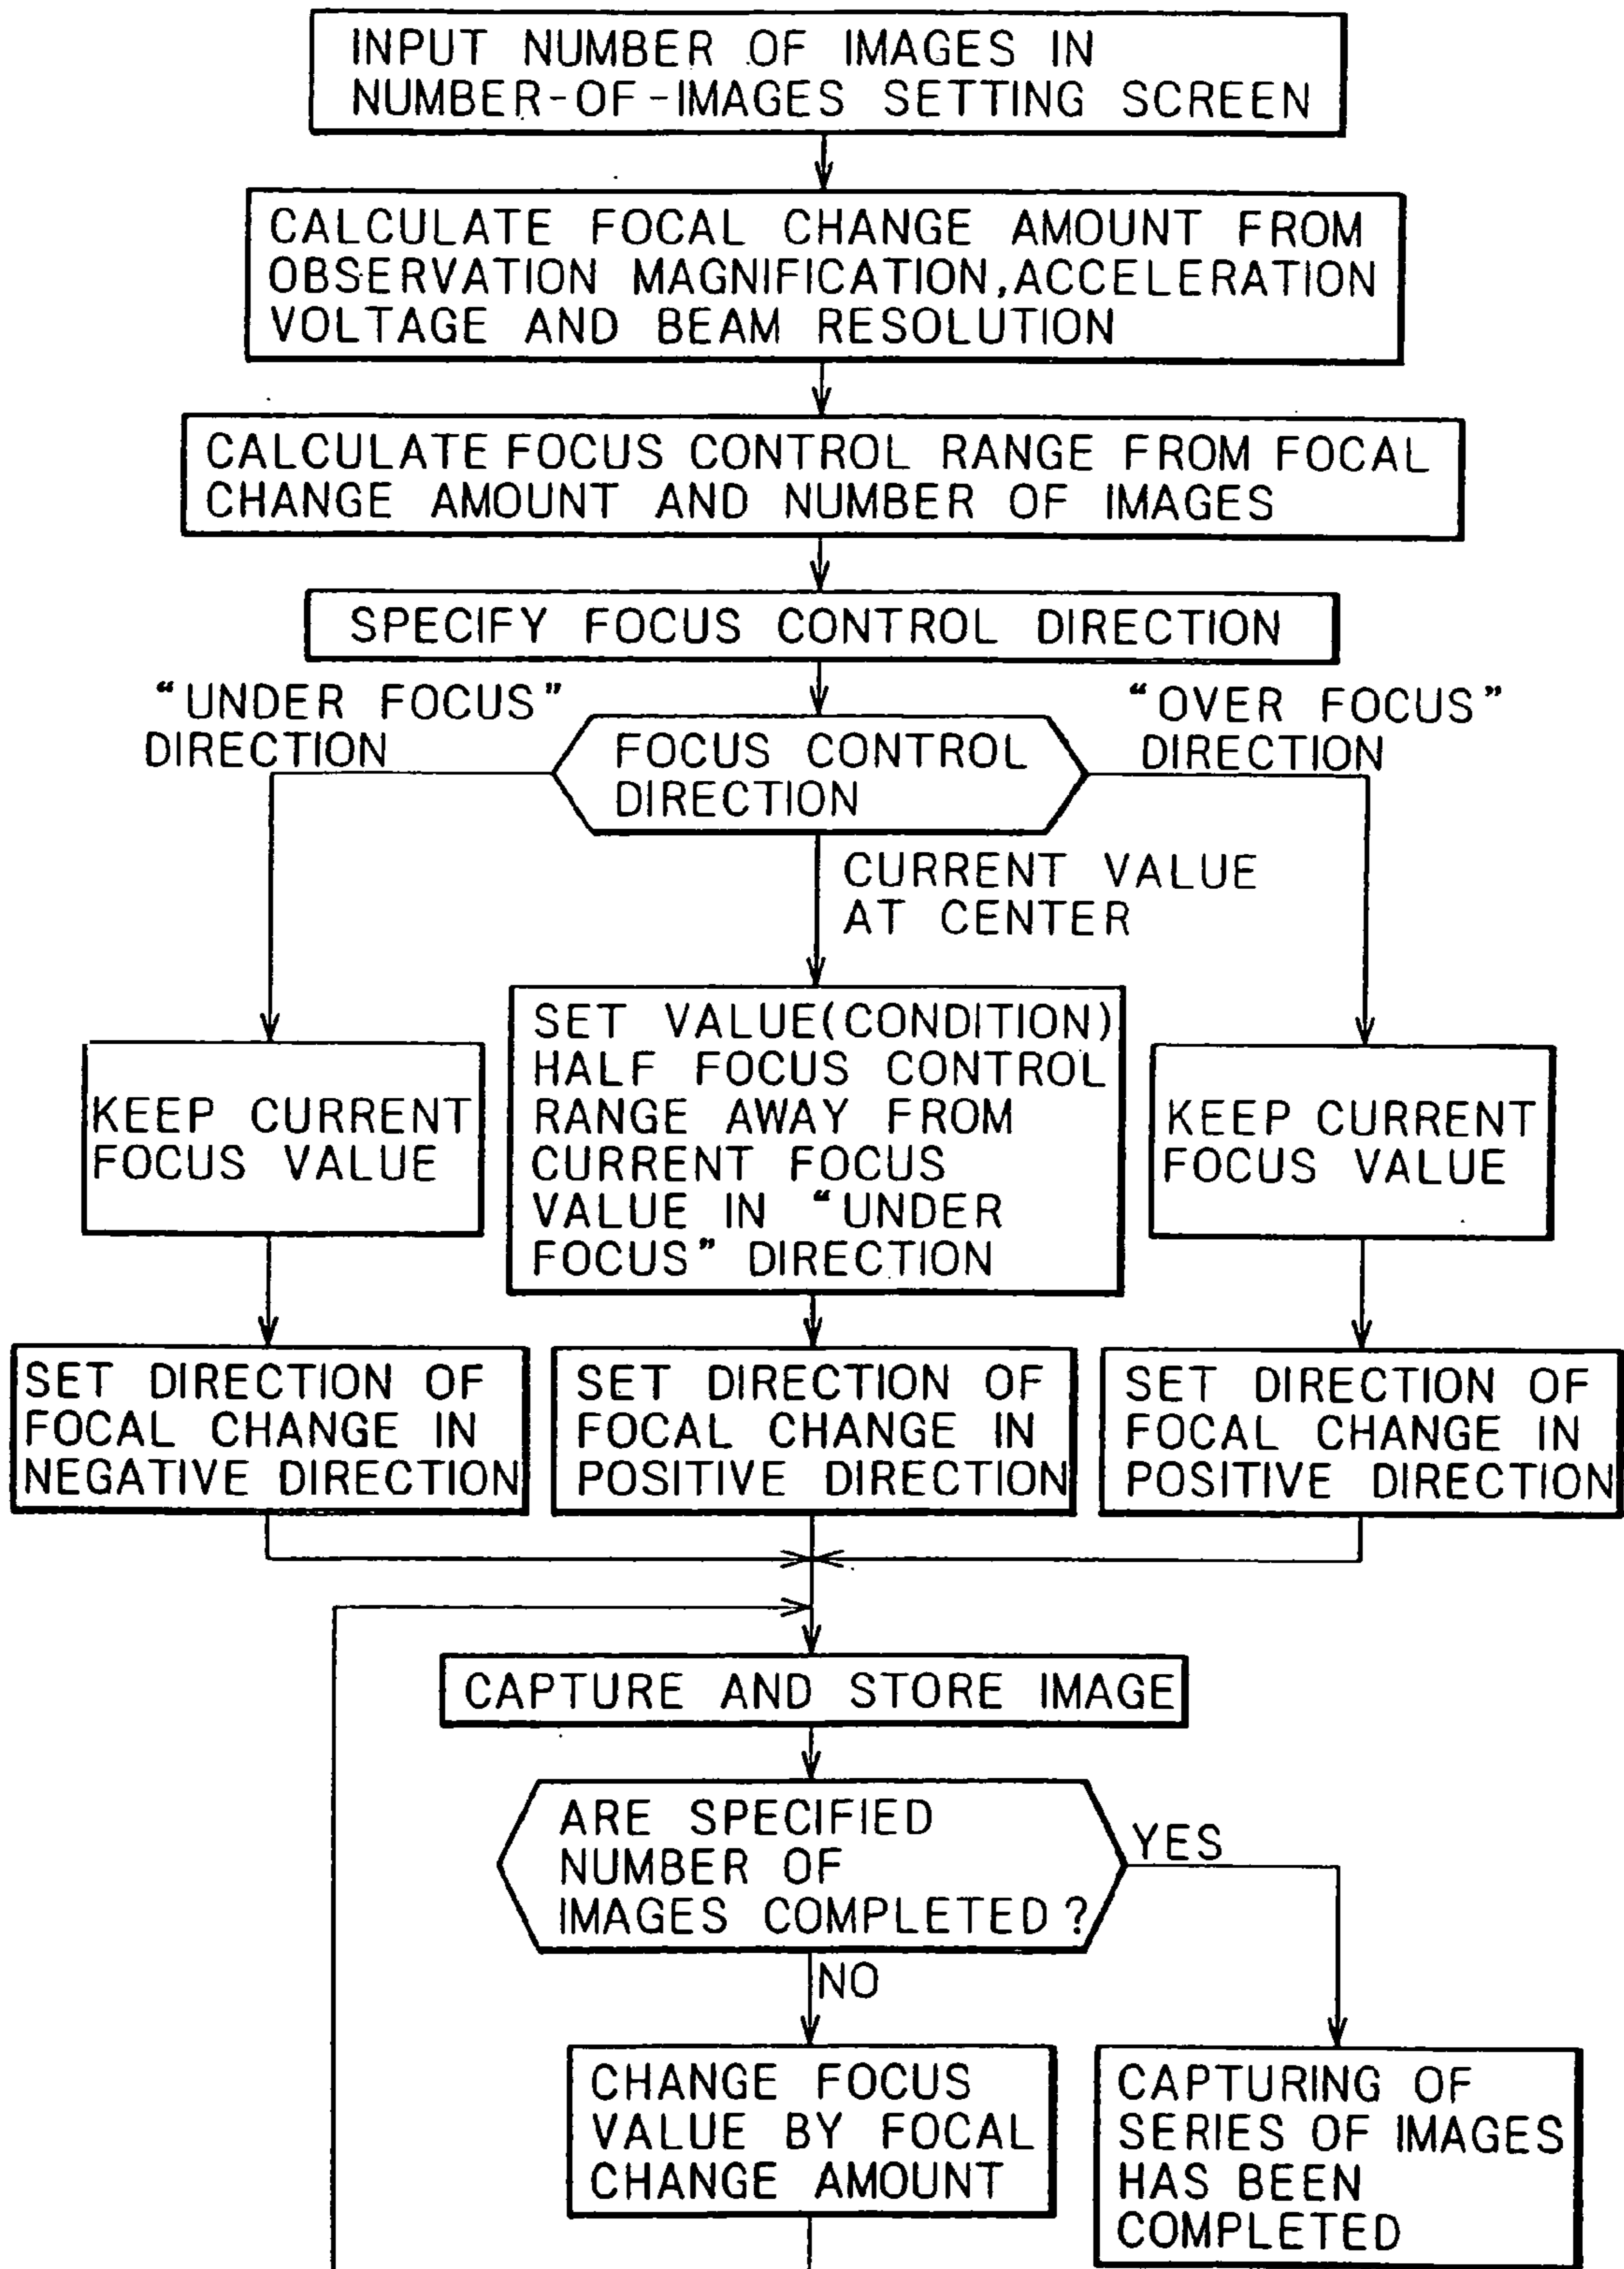 INPUT NUMBER OF IMAGES IN
NUMBER-OF-IMAGES SETTING SCREEN
CALCULATE FOCAL CHANGE AMOUNT FROM
OBSERVATION MAGNIFICATION,ACCELERATION
VOLTAGE AND BEAM RESOLUTION
CALCULATE FOCUS CONTROL RANGE FROM FOCAL
CHANGE AMOUNT AND NUMBER OF IMAGES
SPECIFY FOCUS CONTROL DIRECTION
“UNDER FOCUS”
DIRECTION
FOCUS CONTROL
DIRECTION
“OVER FOCUS”
DIRECTION
CURRENT VALUE
AT CENTER
KEEP CURRENT
FOCUS VALUE
SET VALUE(CONDITION)
HALF FOCUS CONTROL
RANGE AWAY FROM
CURRENT FOCUS
VALUE IN “UNDER
FOCUS” DIRECTION
KEEP CURRENT
FOCUS VALUE
SET DIRECTION OF
FOCAL CHANGE IN
NEGATIVE DIRECTION
SET DIRECTION OF
FOCAL CHANGE IN
POSITIVE DIRECTION
SET DIRECTION OF
FOCAL CHANGE IN
POSITIVE DIRECTION
CAPTURE AND STORE IMAGE
ARE SPECIFIED
NUMBER OF
IMAGES COMPLETED?
YES
NO
CHANGE FOCUS
VALUE BY FOCAL
CHANGE AMOUNT
CAPTURING OF
SERIES OF IMAGES
HAS BEEN
COMPLETED